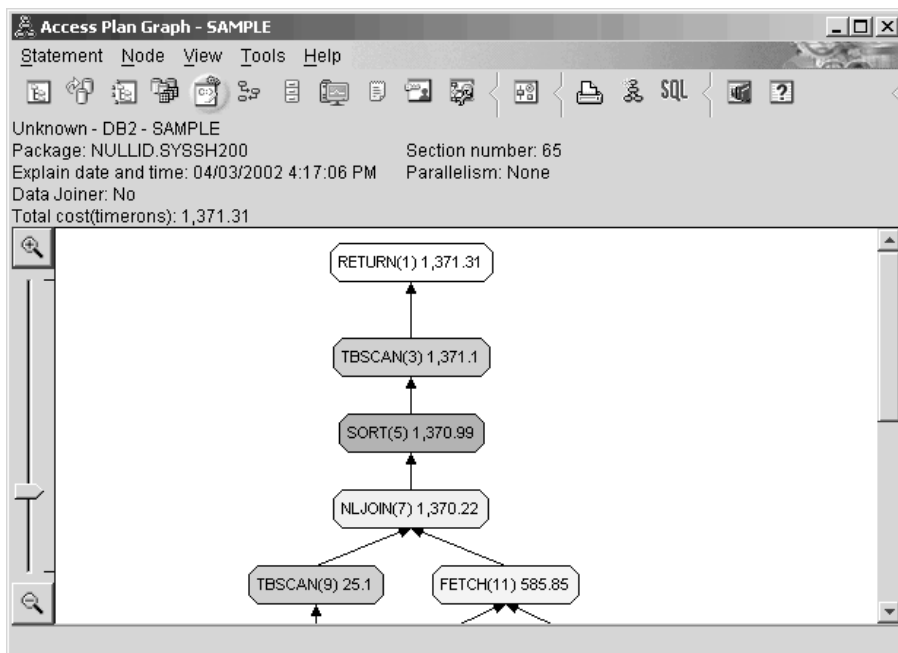 Access Plan Graph - SAMPLE
Statement Node View Tools Help
SQL ?
Unknown - DB2 - SAMPLE
Package: NULLID.SYSSH200 Section number: 65
Explain date and time: 04/03/2002 4:17:06 PM Parallelism: None
Data Joiner: No
Total cost(timerons): 1,371.31
RETURN(1) 1,371.31
TBSCAN(3) 1,371.1
SORT(5) 1,370.99
NLJOIN(7) 1,370.22
TBSCAN(9) 25.1 FETCH(11) 585.85